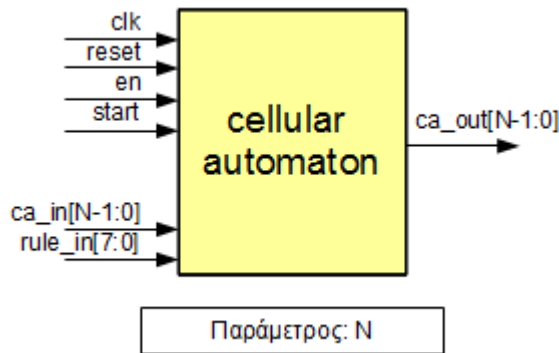 clk
reset
en
start
cellular
automaton
ca_out[N-1:0]
ca_in[N-1:0]
rule_in[7:0]
Παράμετρος: N